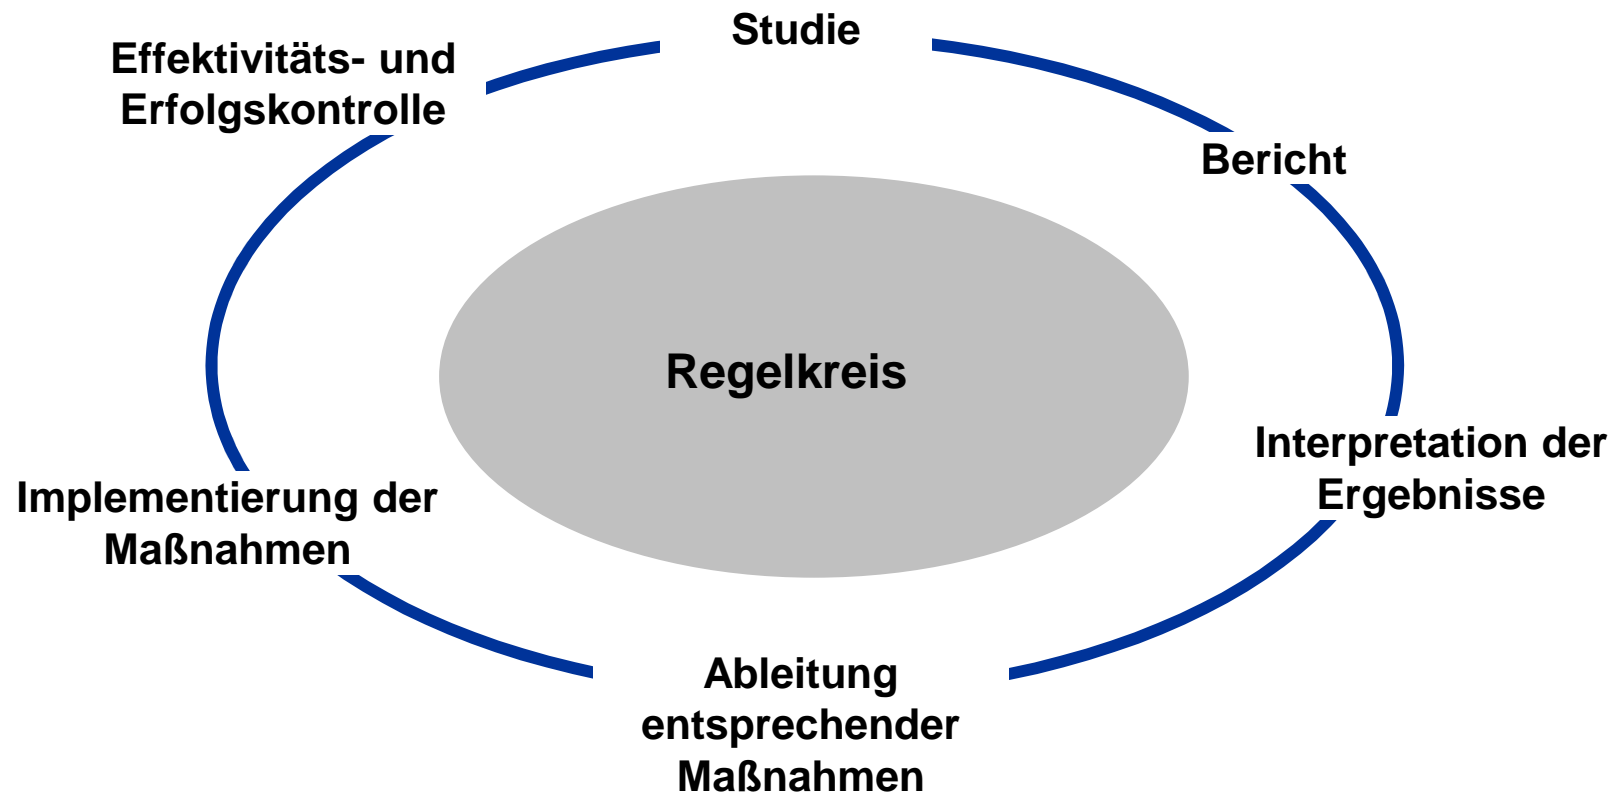 Studie
Effektivitäts- und
Erfolgskontrolle
Bericht
Regelkreis
Interpretation der
Ergebnisse
Implementierung der
Maßnahmen
Ableitung
entsprechender
Maßnahmen